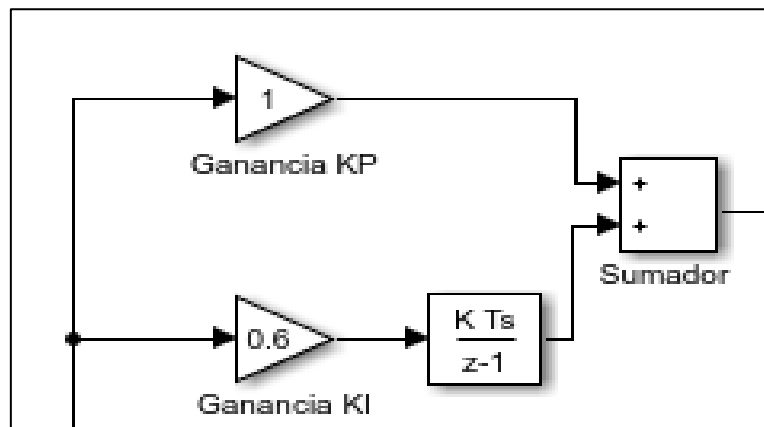 1
Ganancia KP
+
+
Sumador
0.6
K Ts
z-1
Ganancia KI